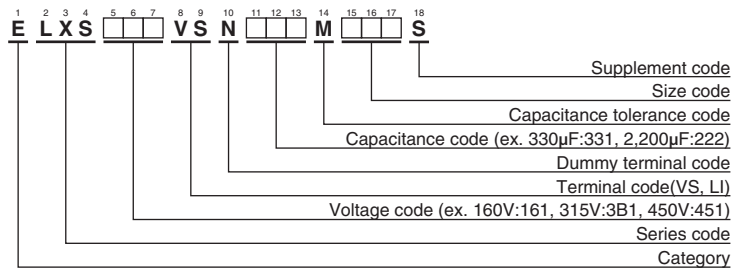 1 2 3 4 5 6 7 8 9 10 11 12 13 14 15 16 17 18
E L X S V S N M S
Supplement code
Size code
Capacitance tolerance code
Capacitance code (ex. 330µF:331, 2,200µF:222)
Dummy terminal code
Terminal code(VS, LI)
Voltage code (ex. 160V:161, 315V:3B1, 450V:451)
Series code
Category